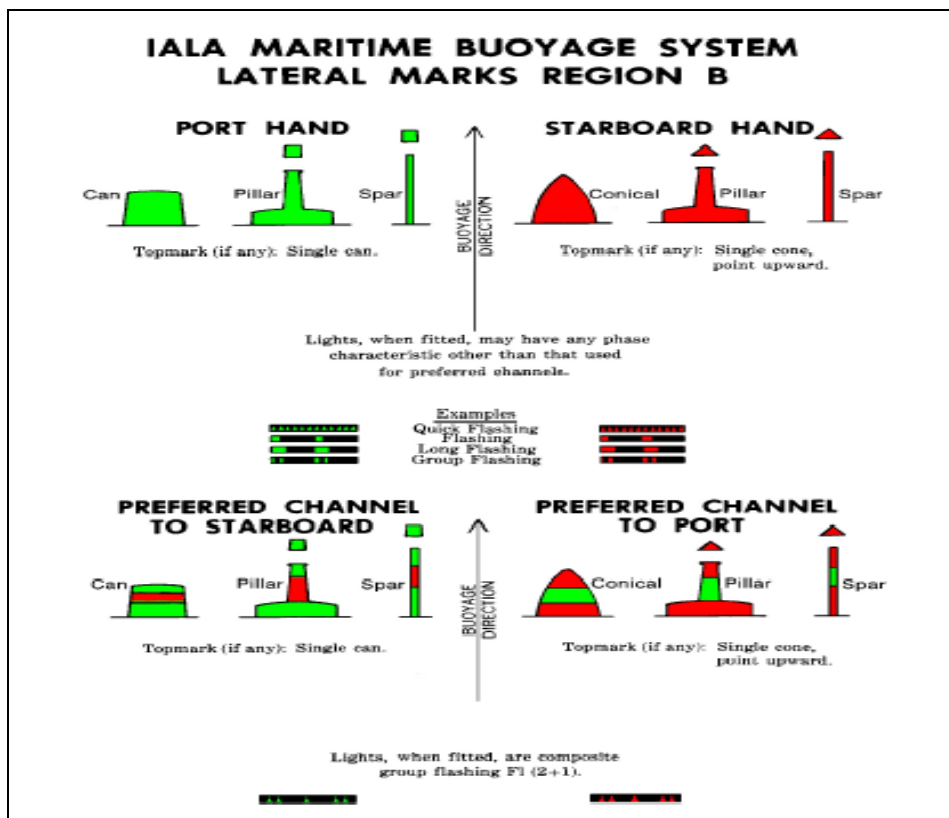 IALA MARITIME BUOYAGE SYSTEM
LATERAL MARKS REGION B
PORT HAND
STARBOARD HAND
Can
Pillar
Spar
Conical
Pillar
Spar
BUOYAGE
DIRECTION
Topmark (if any): Single can.
Topmark (if any): Single cone,
point upward.
Lights, when fitted, may have any phase
characteristic other than that used
for preferred channels.
Examples
Quick Flashing
Flashing
Long Flashing
Group Flashing
PREFERRED CHANNEL
TO STARBOARD
PREFERRED CHANNEL
TO PORT
Can
Pillar
Spar
Conical
Pillar
Spar
BUOYAGE
DIRECTION
Topmark (if any): Single can.
Topmark (if any): Single cone,
point upward.
Lights, when fitted, are composite
group flashing Fl (2+1).